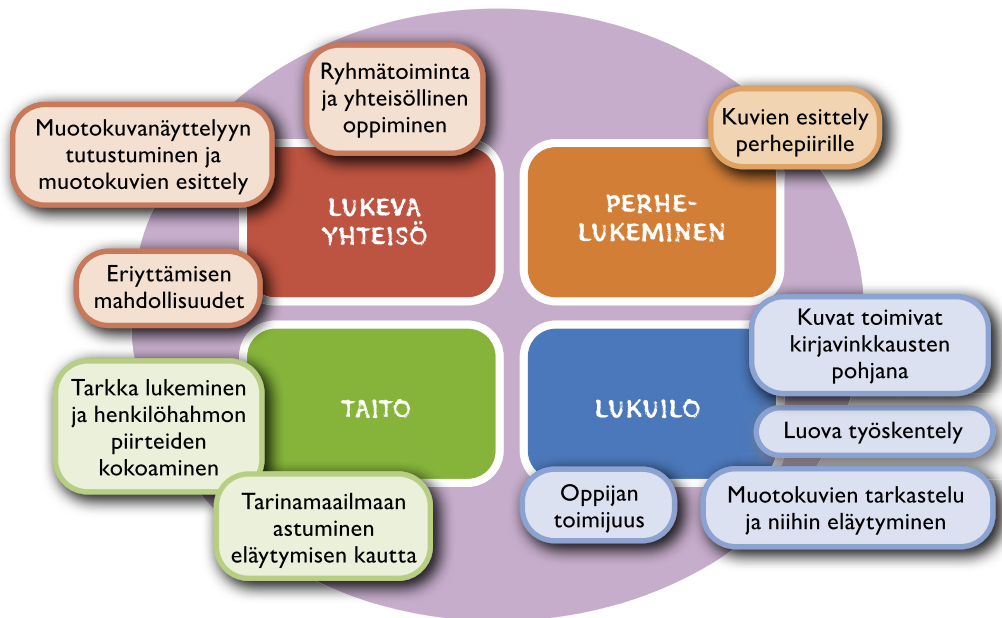 Ryhmätoiminta
ja yhteisöllinen
oppiminen
Muotokuvanäyttelyyn
tutustuminen ja
muotokuvien esittely
LUKEVA
YHTEISÖ
Eriyttämisen
mahdollisuudet
Kuvien esittely
perhepiirille
PERHE-
LUKEMINEN
TAITO
Tarkka lukeminen
ja henkilöhahmon
piirteiden
kokoaminen
Tarinamaailmaan
astuminen
eläytymisen kautta
LUKUILO
Kuvat toimivat
kirjavinkkausten
pohjana
Luova työskentely
Oppijan
toimijuus
Muotokuvien tarkastelu
ja niihin eläytyminen